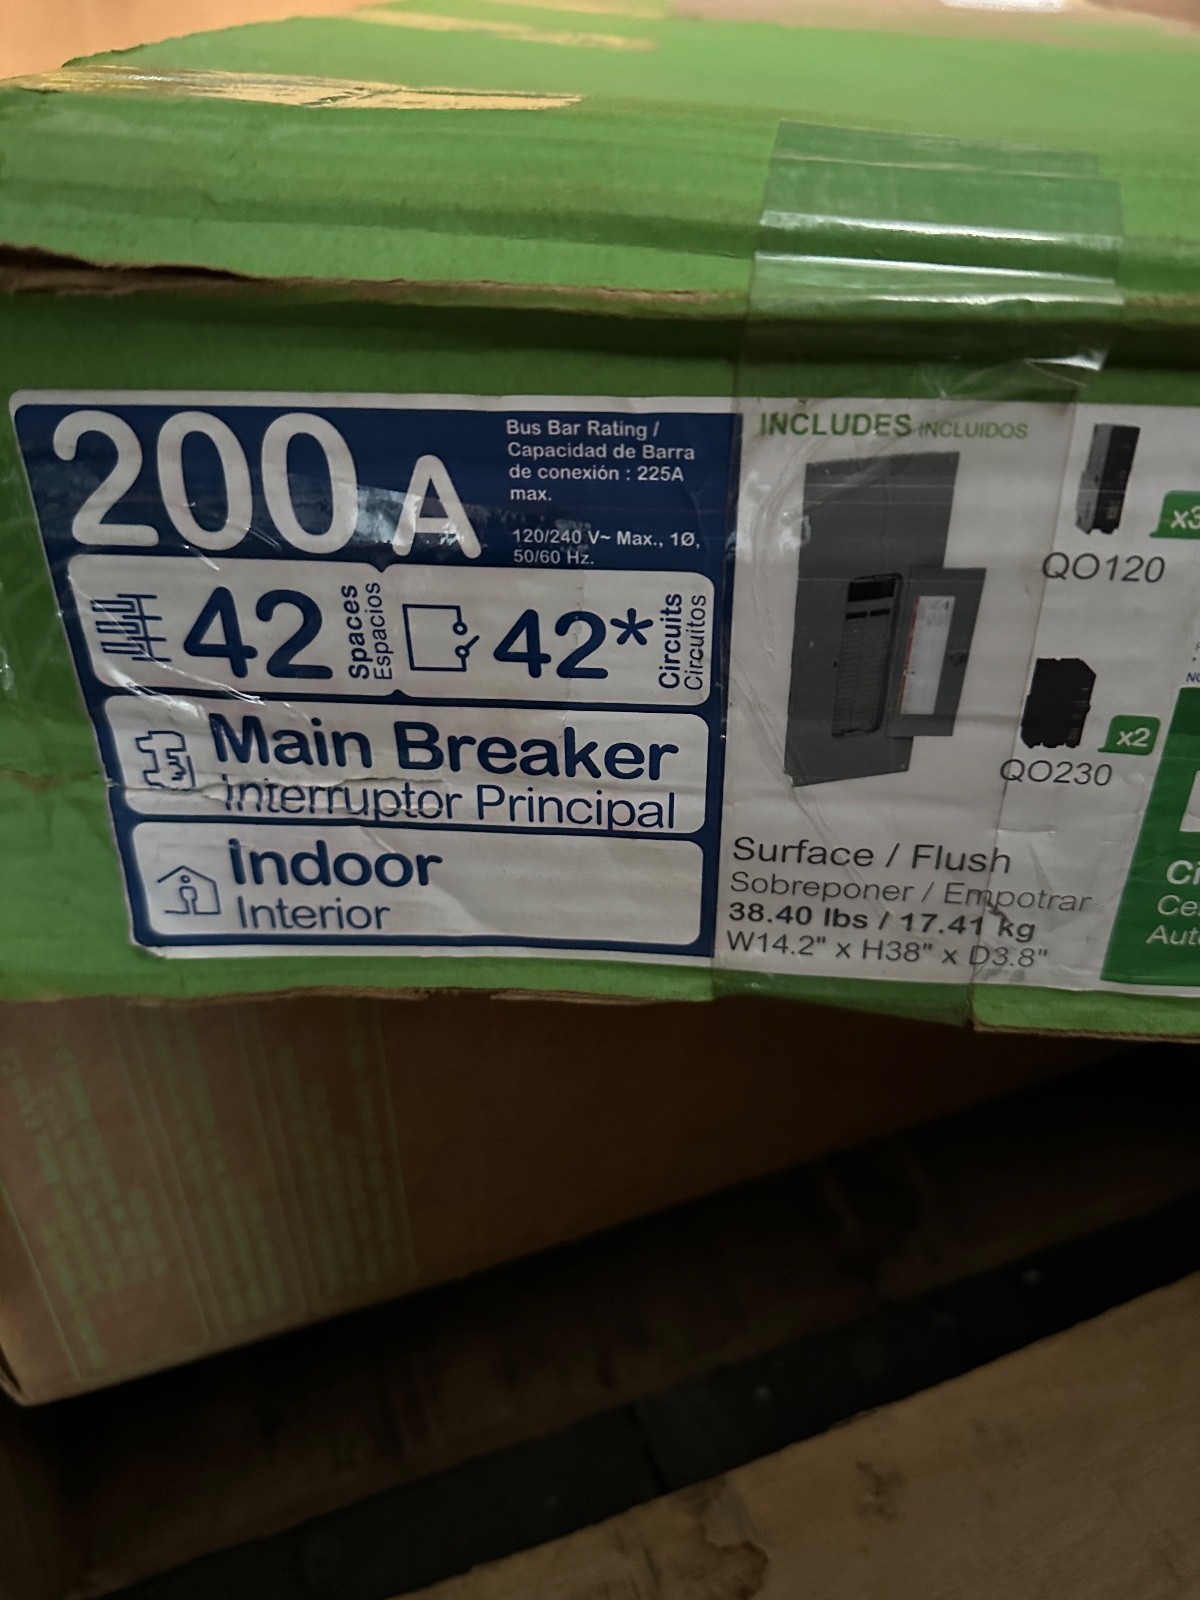 200 A
Bus Bar Rating /
Capacidad de Barra
de conexión : 225A
max.
120/240 V~ Max., 1Ø,
50/60 Hz.
42 Spaces
Espacios
42* Circuits
Circuitos
Main Breaker
Interruptor Principal
Indoor
Interior
INCLUDES INCLUIDOS
QO120
x3
QO230
x2
Surface / Flush
Sobreponer / Empotrar
38.40 lbs / 17.41 kg
W14.2" x H38" x D3.8"